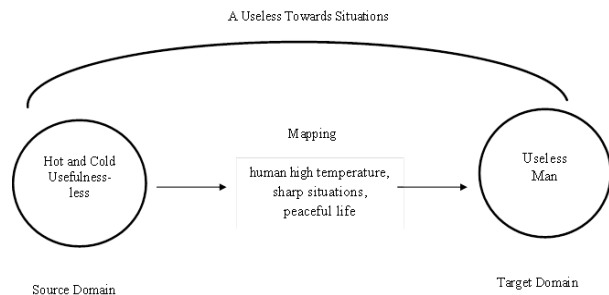 A Useless Towards Situations
Mapping
Hot and Cold
Usefulness-
less
human high temperature,
sharp situations,
peaceful life
Useless
Man
Source Domain
Target Domain